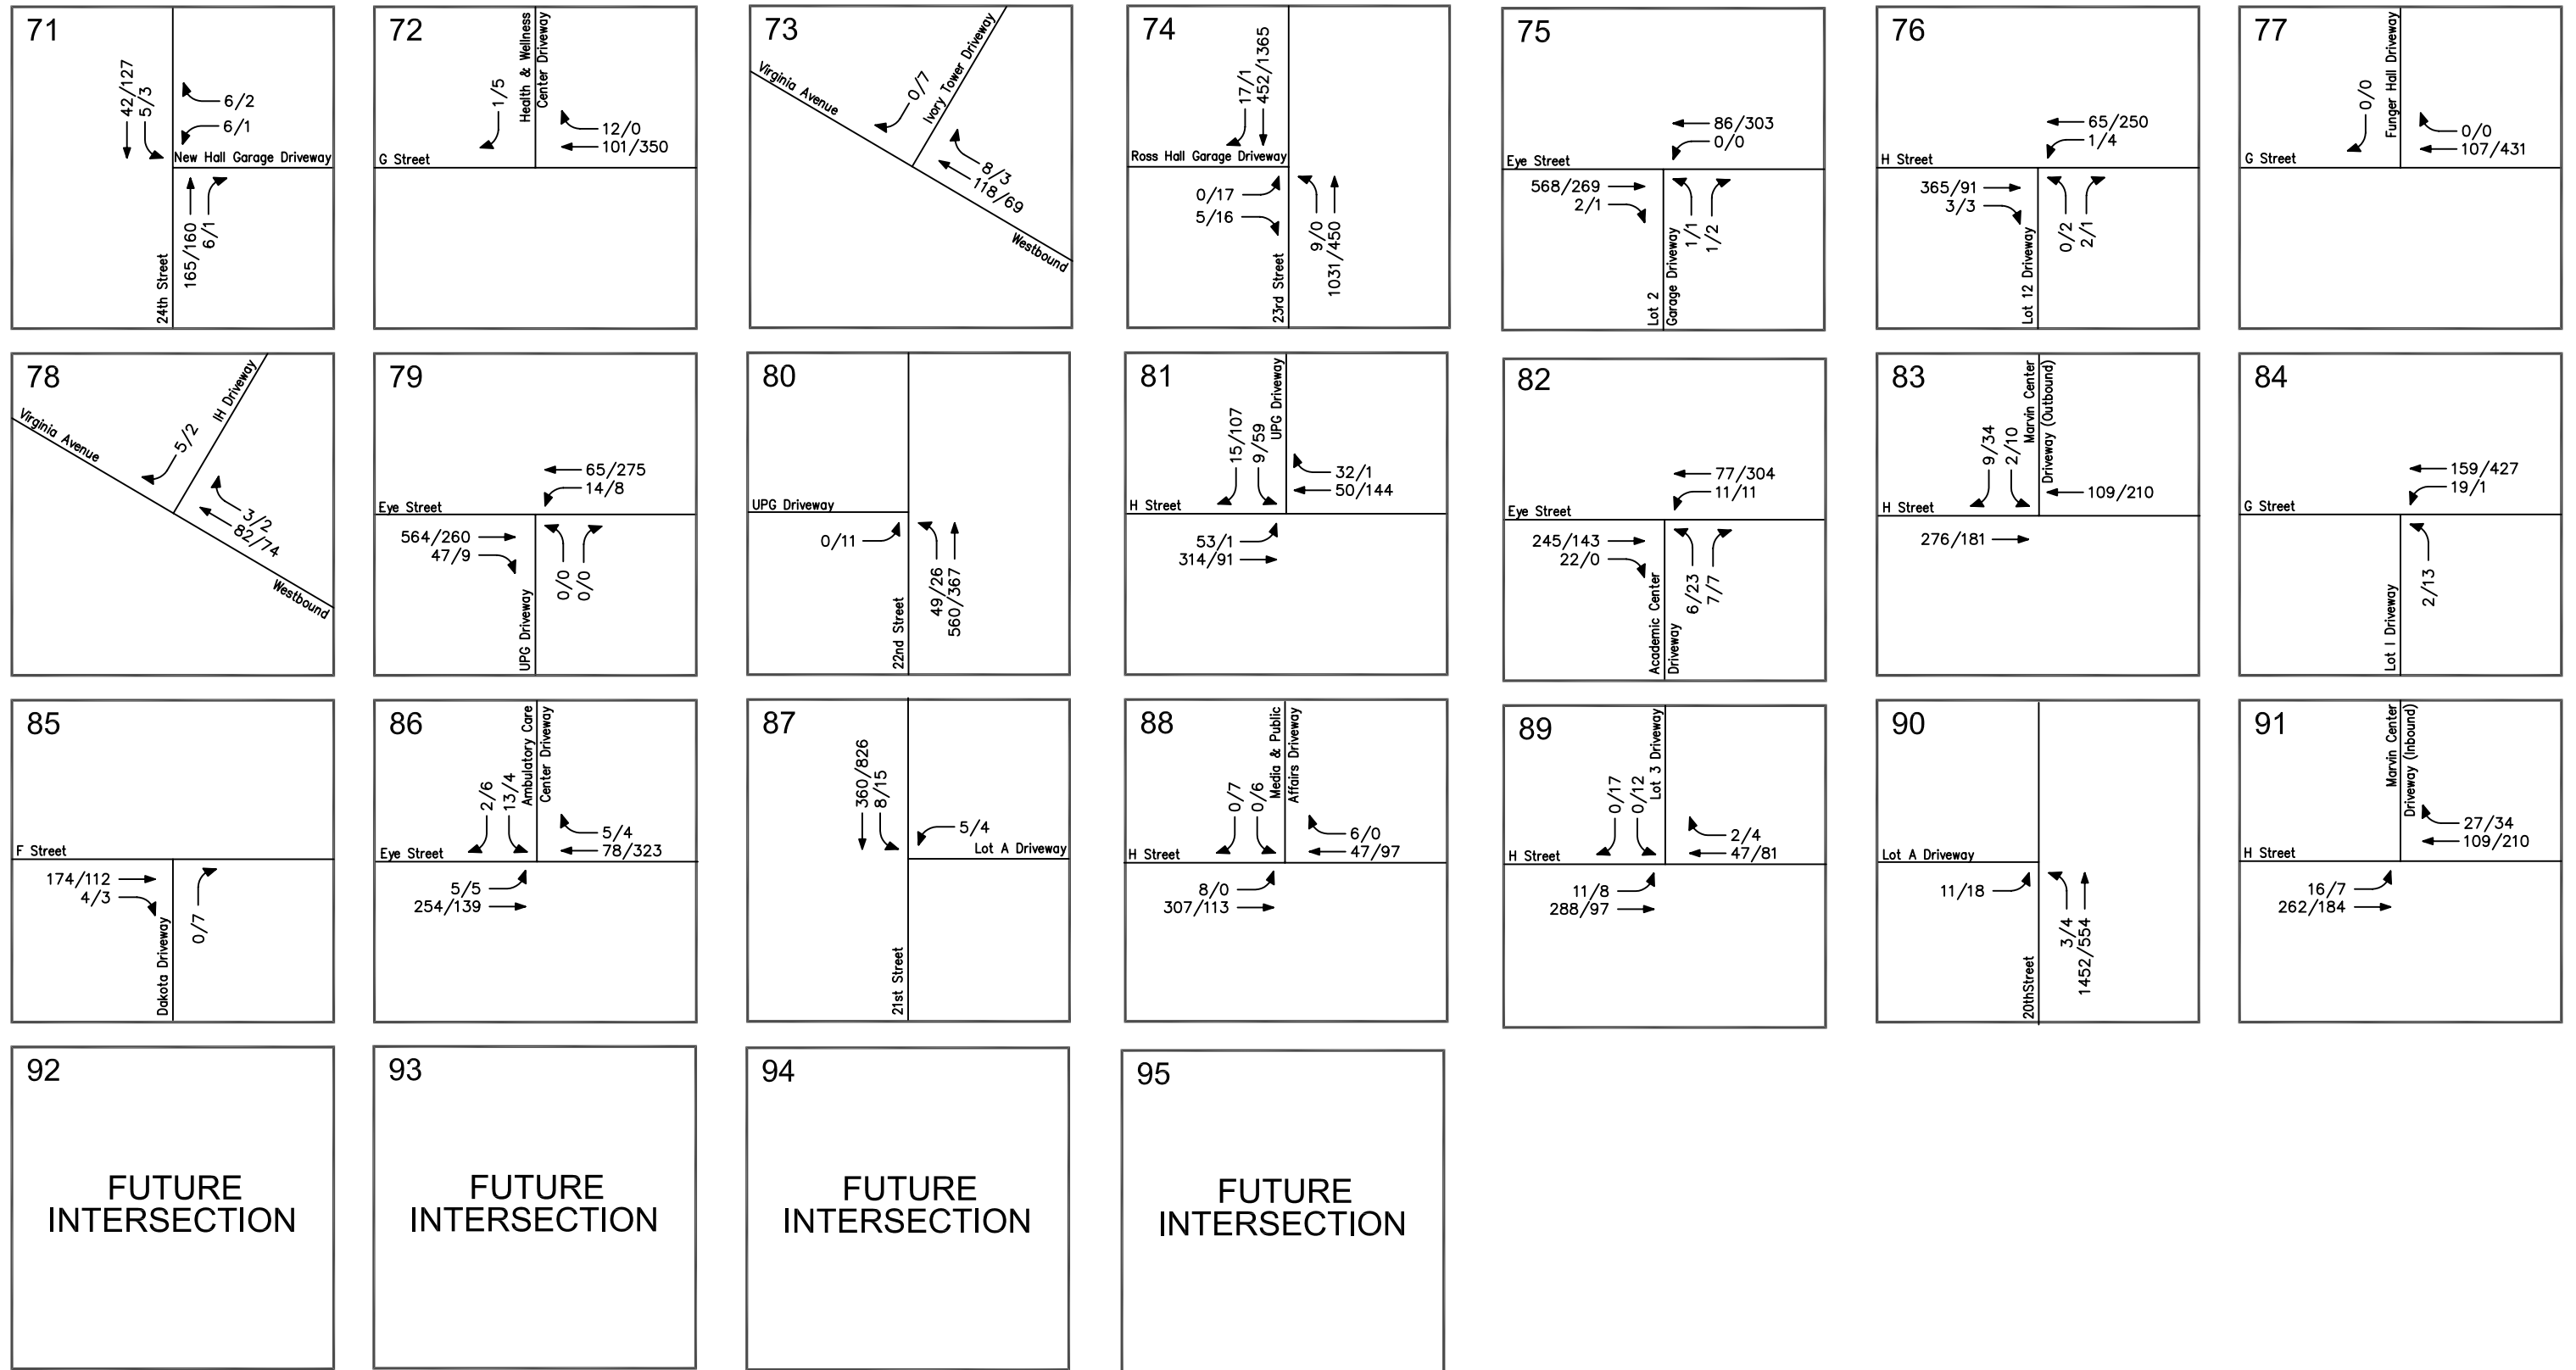 71
42/127
5/3
6/2
6/1
New Hall Garage Driveway
165/160
6/1
24th Street
72
Health & Wellness
Center Driveway
1/5
12/0
101/350
G Street
73
Virginia Avenue
Ivory Tower Driveway
0/7
8/3
118/69
Westbound
74
17/1
452/1365
Ross Hall Garage Driveway
0/17
5/16
9/0
1031/450
23rd Street
75
86/303
0/0
Eye Street
568/269
2/1
1/1
1/2
Lot 2
Garage Driveway
76
65/250
1/4
H Street
365/91
3/3
0/2
2/1
Lot 12 Driveway
77
Funger Hall Driveway
0/0
0/0
107/431
G Street
78
Virginia Avenue
IH Driveway
5/2
3/2
82/74
Westbound
79
65/275
14/8
Eye Street
564/260
47/9
0/0
0/0
UPG Driveway
80
UPG Driveway
0/11
49/26
560/367
22nd Street
81
15/107
9/59
UPG Driveway
32/1
50/144
H Street
53/1
314/91
82
77/304
11/11
Eye Street
245/143
22/0
6/23
7/7
Academic Center
Driveway
83
9/34
2/10
Marvin Center
Driveway (Outbound)
109/210
H Street
276/181
84
159/427
19/1
G Street
2/13
Lot I Driveway
85
F Street
174/112
4/3
0/7
Dakota Driveway
86
2/6
13/4
Ambulatory Care
Center Driveway
5/4
78/323
Eye Street
5/5
254/139
87
360/826
8/15
5/4
Lot A Driveway
21st Street
88
0/7
0/6
Media & Public
Affairs Driveway
6/0
47/97
H Street
8/0
307/113
89
0/17
0/12
Lot 3 Driveway
2/4
47/81
H Street
11/8
288/97
90
Lot A Driveway
11/18
3/4
1452/554
20thStreet
91
Marvin Center
Driveway (Inbound)
27/34
109/210
H Street
16/7
262/184
92
FUTURE
INTERSECTION
93
FUTURE
INTERSECTION
94
FUTURE
INTERSECTION
95
FUTURE
INTERSECTION